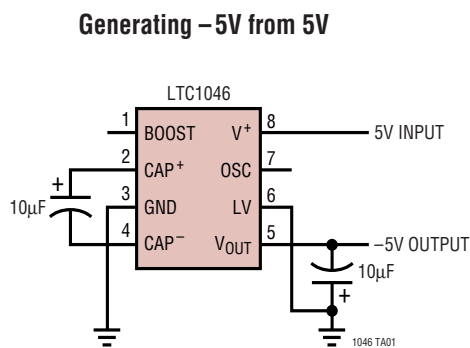 Generating –5V from 5V
LTC1046
1 BOOST V+ 8 5V INPUT
2 CAP+ OSC 7
+ 10µF 3 GND LV 6
4 CAP– VOUT 5 –5V OUTPUT
10µF
+
1046 TA01